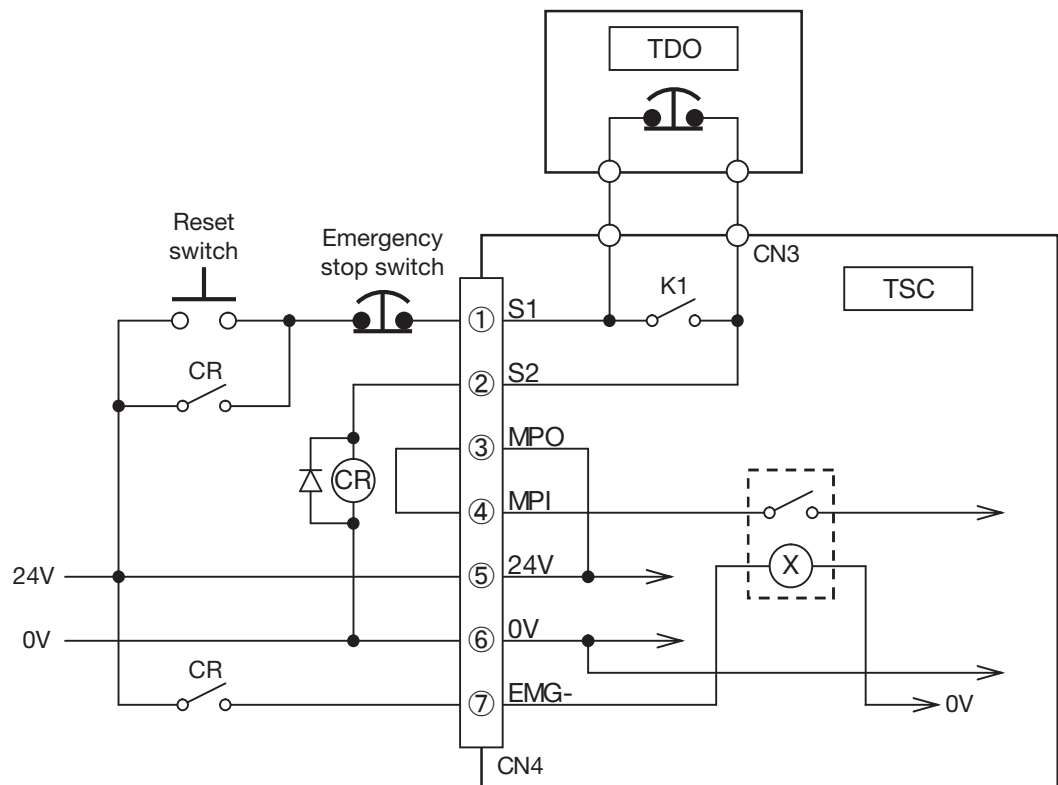 TDO
Reset
switch
Emergency
stop switch
CN3
TSC
K1
① S1
CR
② S2
③ MPO
CR
④ MPI
24V
⑤ 24V
X
0V
⑥ 0V
CR
⑦ EMG-
0V
CN4